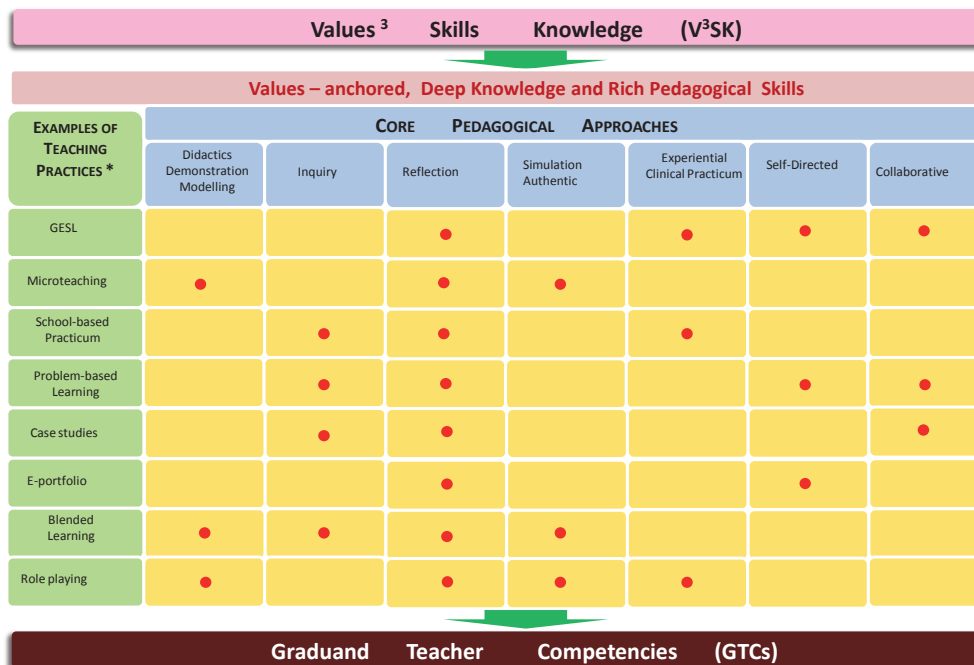 Values ³ Skills Knowledge (V³SK)
Values – anchored, Deep Knowledge and Rich Pedagogical Skills
EXAMPLES OF
TEACHING
PRACTICES *
CORE PEDAGOGICAL APPROACHES
Didactics
Demonstration
Modelling
Inquiry
Reflection
Simulation
Authentic
Experiential
Clinical Practicum
Self-Directed
Collaborative
GESL
Microteaching
School-based
Practicum
Problem-based
Learning
Case studies
E-portfolio
Blended
Learning
Role playing
Graduand Teacher Competencies (GTCs)